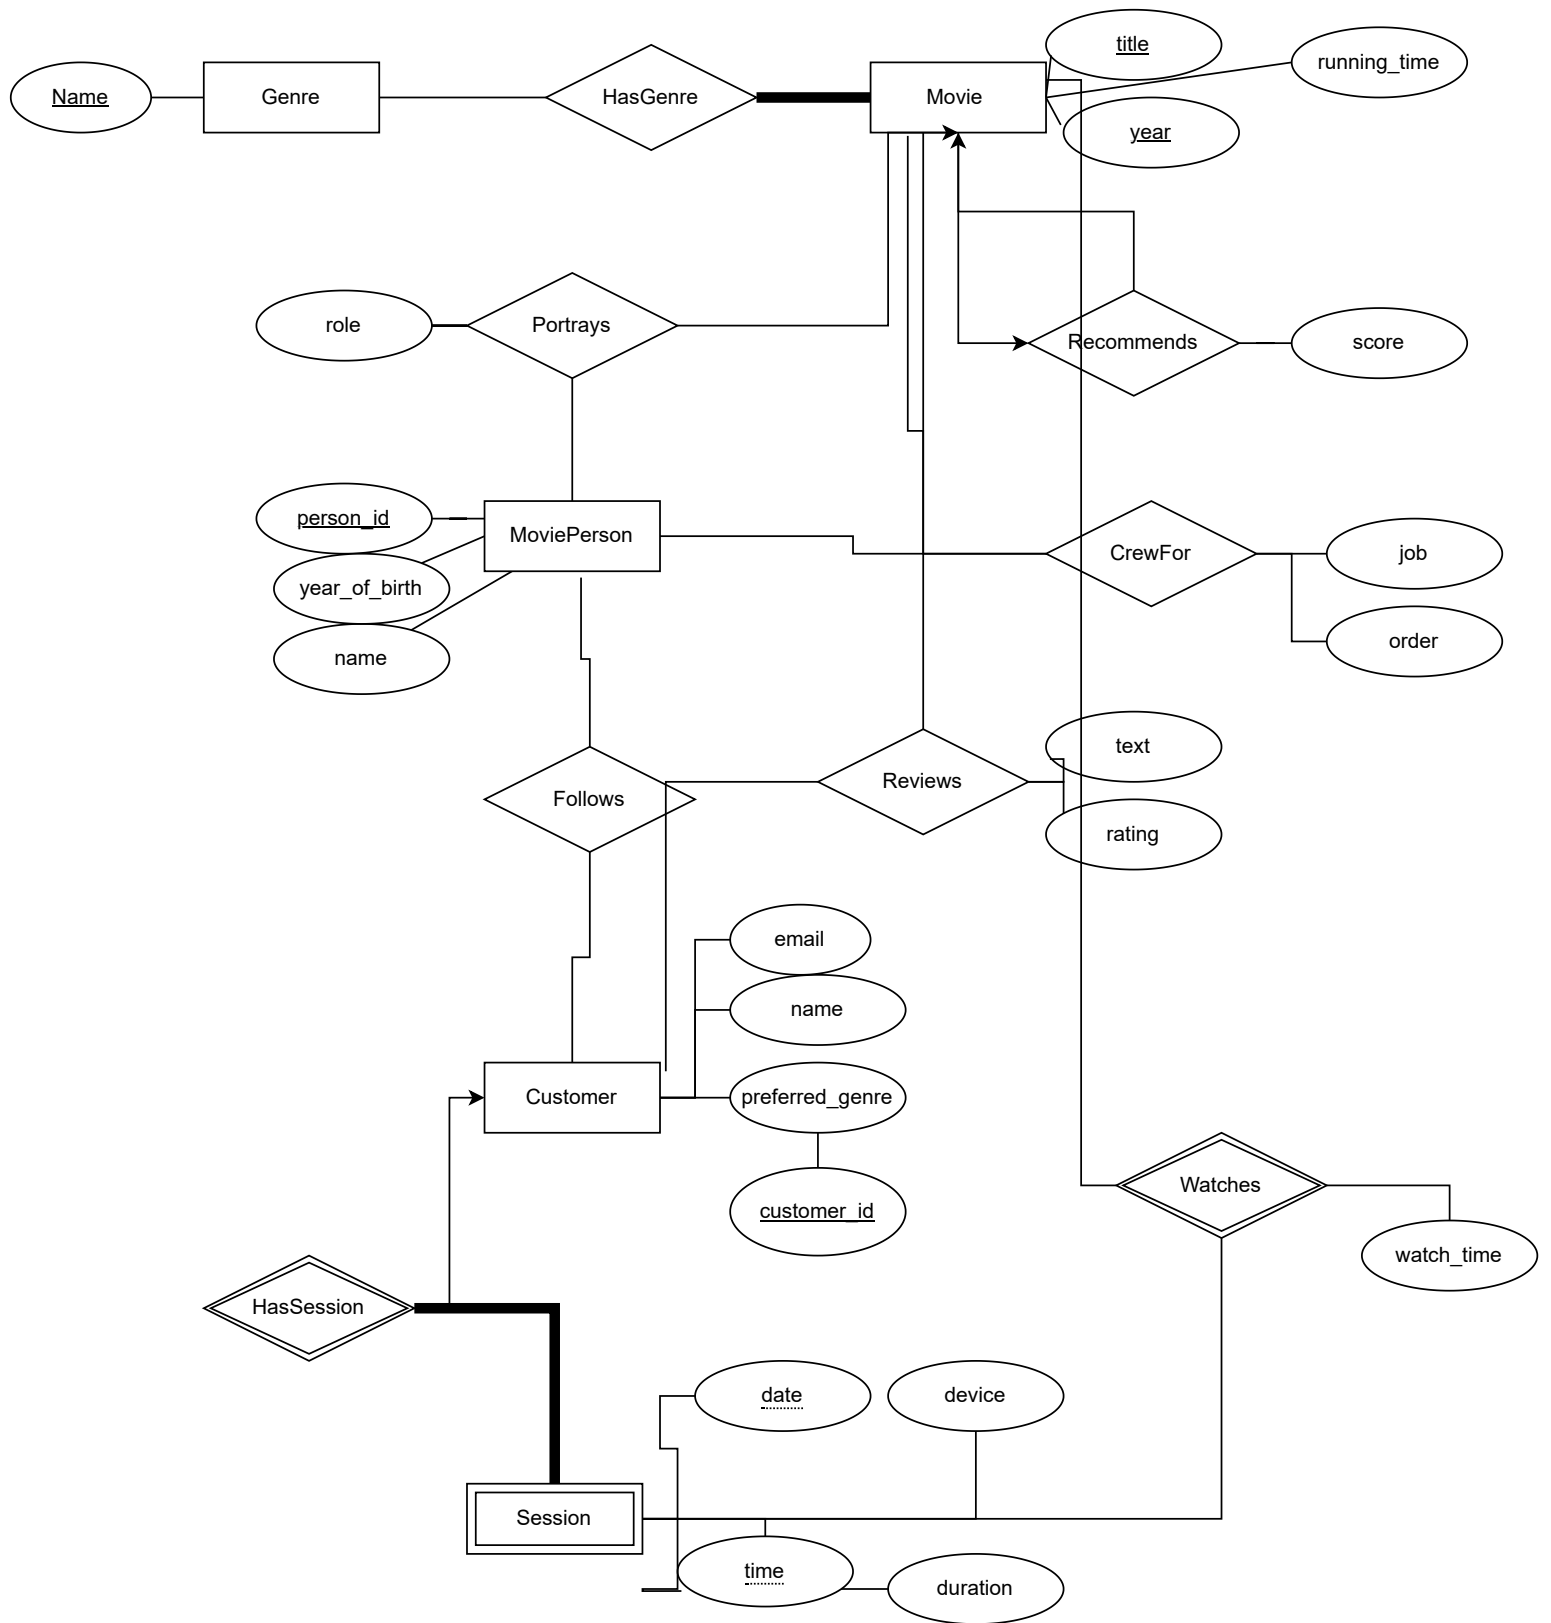 title
running_time
Name
Genre
HasGenre
Movie
year
role
Portrays
Recommends
score
person_id
MoviePerson
CrewFor
job
year_of_birth
order
name
text
Follows
Reviews
rating
email
name
Customer
preferred_genre
Watches
customer_id
watch_time
HasSession
date
device
Session
time
duration